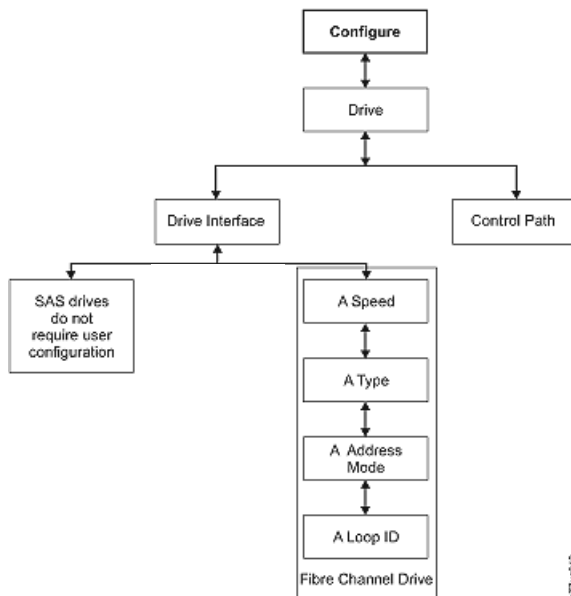 Configure
Drive
Drive Interface
Control Path
SAS drives
do not
require user
configuration
A Speed
A Type
A Address
Mode
A Loop ID
Fibre Channel Drive